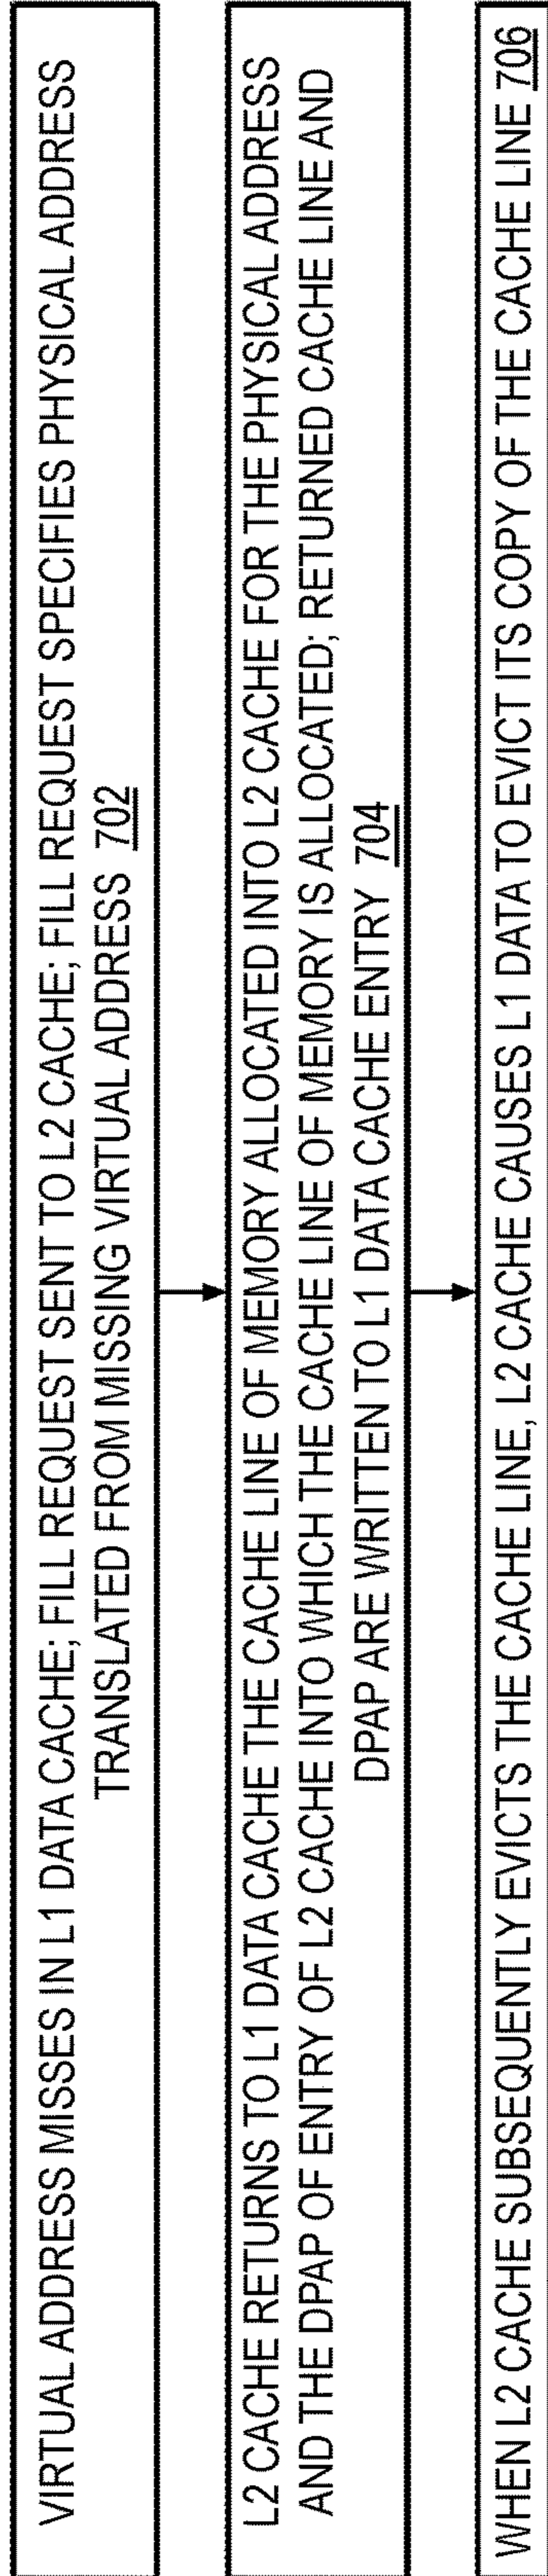 VIRTUAL ADDRESS MISSES IN L1 DATA CACHE; FILL REQUEST SENT TO L2 CACHE; FILL REQUEST SPECIFIES PHYSICAL ADDRESS
TRANSLATED FROM MISSING VIRTUAL ADDRESS 702
L2 CACHE RETURNS TO L1 DATA CACHE THE CACHE LINE OF MEMORY ALLOCATED INTO L2 CACHE FOR THE PHYSICAL ADDRESS
AND THE DPAP OF ENTRY OF L2 CACHE INTO WHICH THE CACHE LINE OF MEMORY IS ALLOCATED; RETURNED CACHE LINE AND
DPAP ARE WRITTEN TO L1 DATA CACHE ENTRY 704
WHEN L2 CACHE SUBSEQUENTLY EVICTS THE CACHE LINE, L2 CACHE CAUSES L1 DATA TO EVICT ITS COPY OF THE CACHE LINE 706